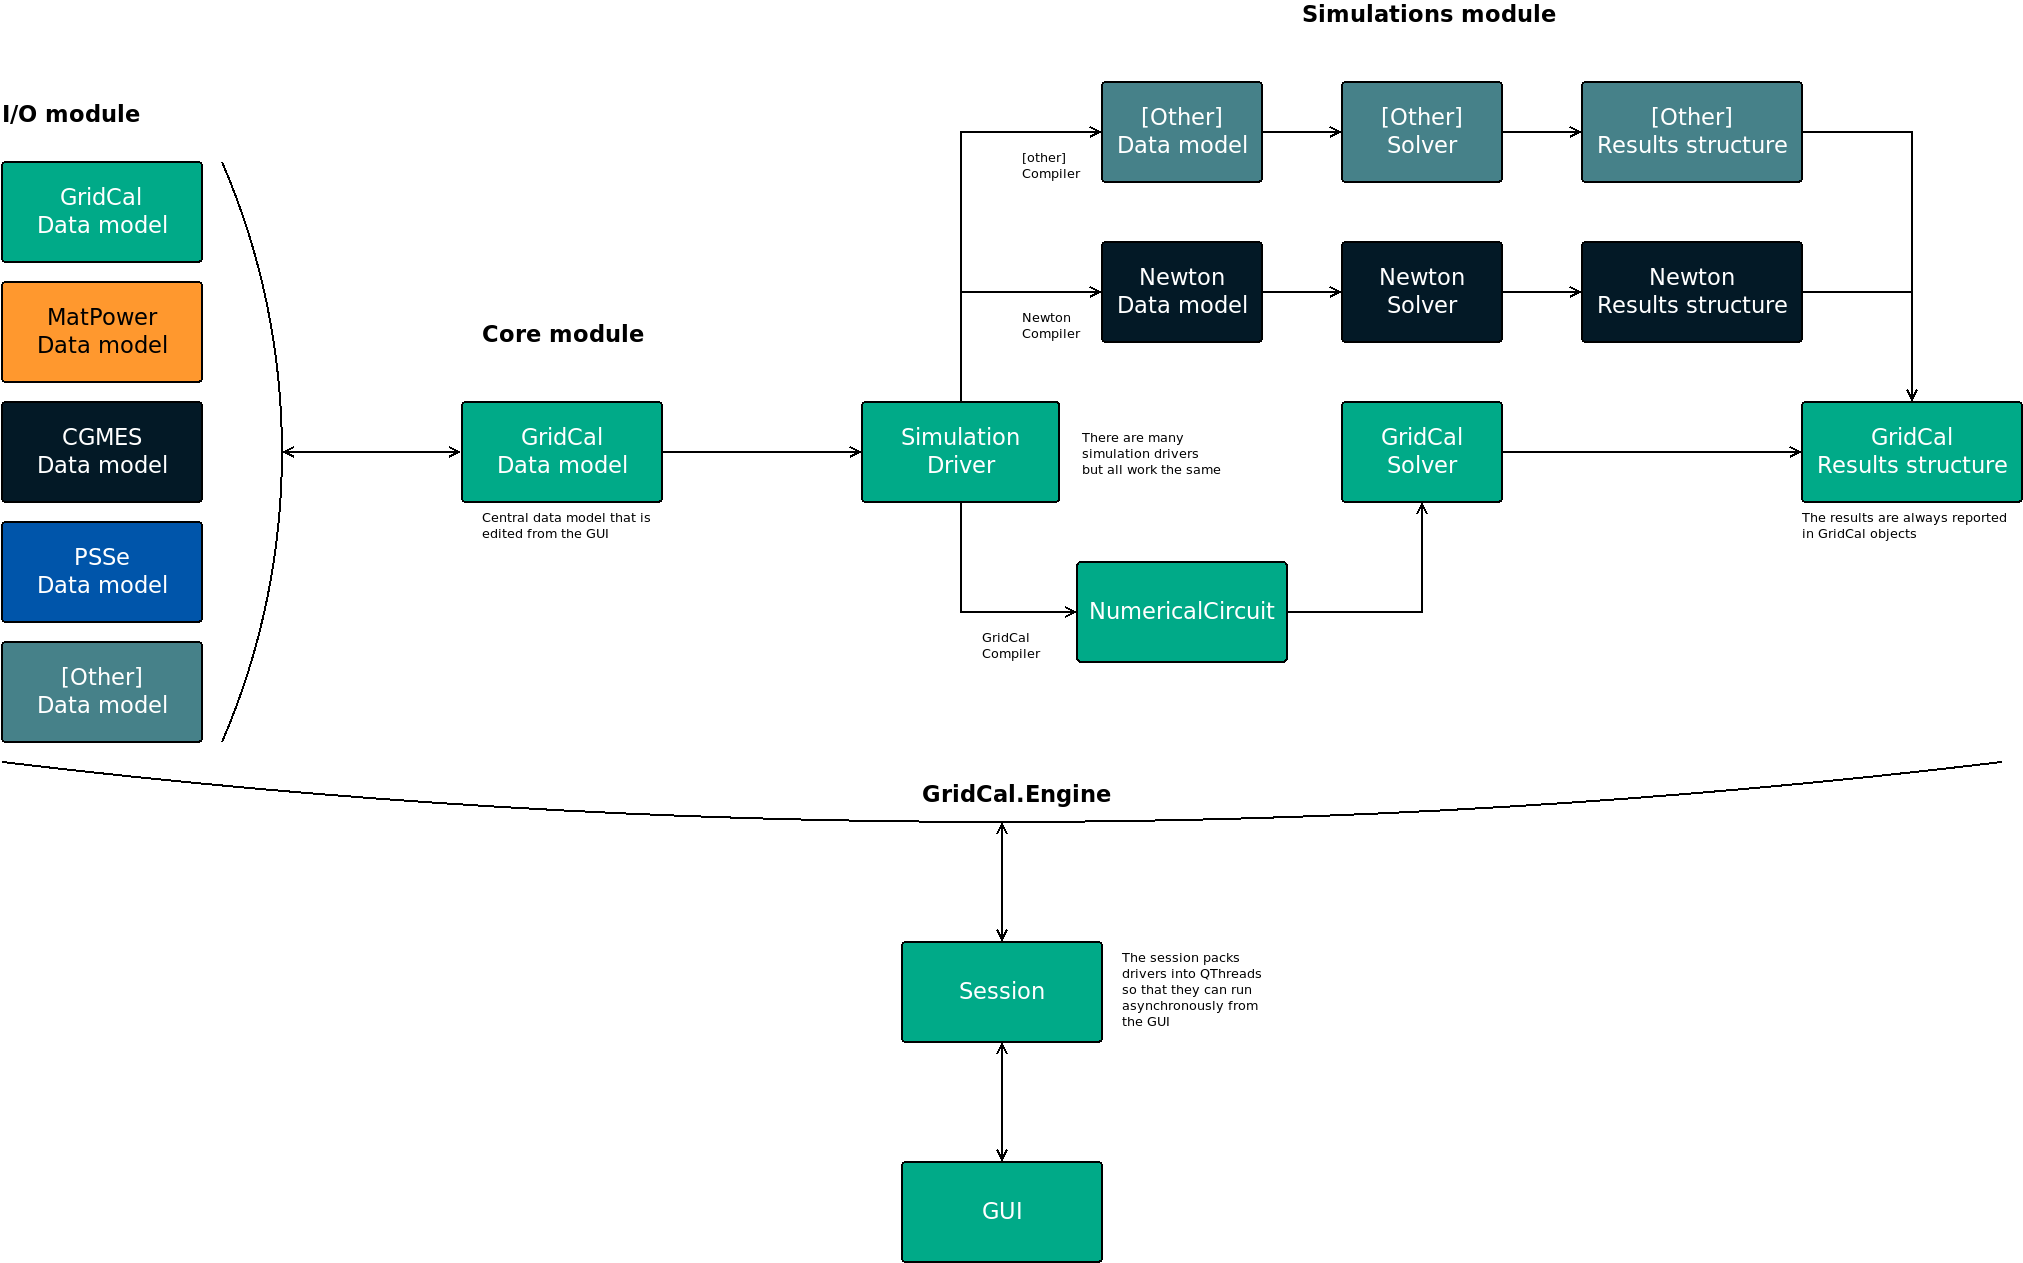 Simulations module
I/O module
GridCal
Data model
MatPower
Data model
CGMES
Data model
PSSe
Data model
[Other]
Data model
Core module
GridCal
Data model
Central data model that is
edited from the GUI
Simulation
Driver
There are many
simulation drivers
but all work the same
[other]
Compiler
[Other]
Data model
[Other]
Solver
[Other]
Results structure
Newton
Compiler
Newton
Data model
Newton
Solver
Newton
Results structure
GridCal
Compiler
NumericalCircuit
GridCal
Solver
GridCal
Results structure
The results are always reported
in GridCal objects
GridCal.Engine
Session
The session packs
drivers into QThreads
so that they can run
asynchronously from
the GUI
GUI